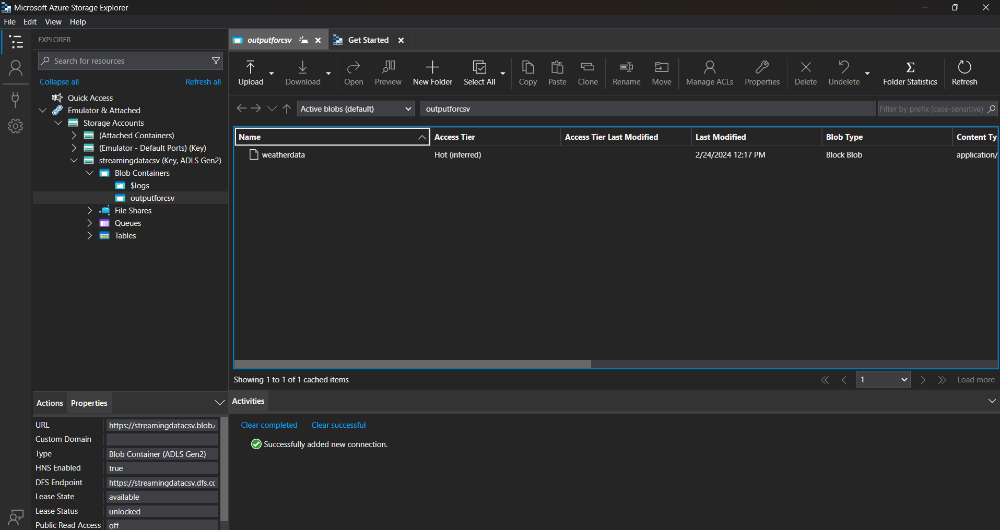 Microsoft Azure Storage Explorer
File Edit View Help
EXPLORER
Search for resources
Collapse all Refresh all
Quick Access
Emulator & Attached
Storage Accounts
(Attached Containers)
(Emulator - Default Ports) (Key)
streamingdatacsv (Key, ADLS Gen2)
Blob Containers
$logs
outputforcsv
File Shares
Queues
Tables
Actions Properties
URL https://streamingdatacsv.blob.
Custom Domain
Type Blob Container (ADLS Gen2)
HNS Enabled true
DFS Endpoint https://streamingdatacsv.dfs.cc
Lease State available
Lease Status unlocked
Public Read Access off
outputforcsv Get Started
Upload Download Open Preview New Folder Select All Copy Paste Clone Rename Move Manage ACLs Properties Delete Undelete Folder Statistics Refresh
Active blobs (default) outputforcsv Filter by prefix (case-sensitive)
Name Access Tier Access Tier Last Modified Last Modified Blob Type Content Ty
weatherdata Hot (inferred) 2/24/2024 12:17 PM Block Blob application/
Showing 1 to 1 of 1 cached items 1 Load more
Activities
Clear completed Clear successful
Successfully added new connection.